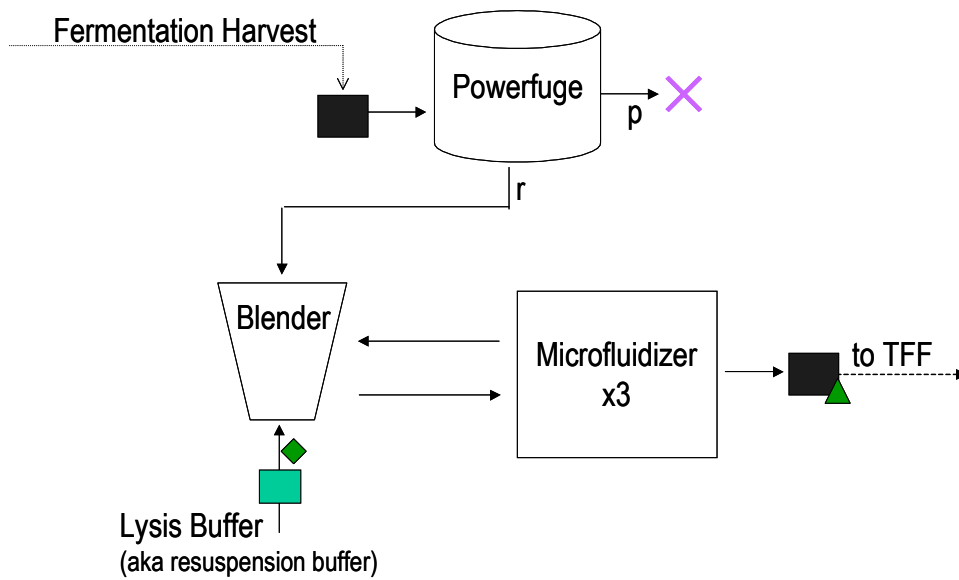 Fermentation Harvest
Powerfuge
p
r
Blender
Microfluidizer
x3
to TFF
Lysis Buffer
(aka resuspension buffer)